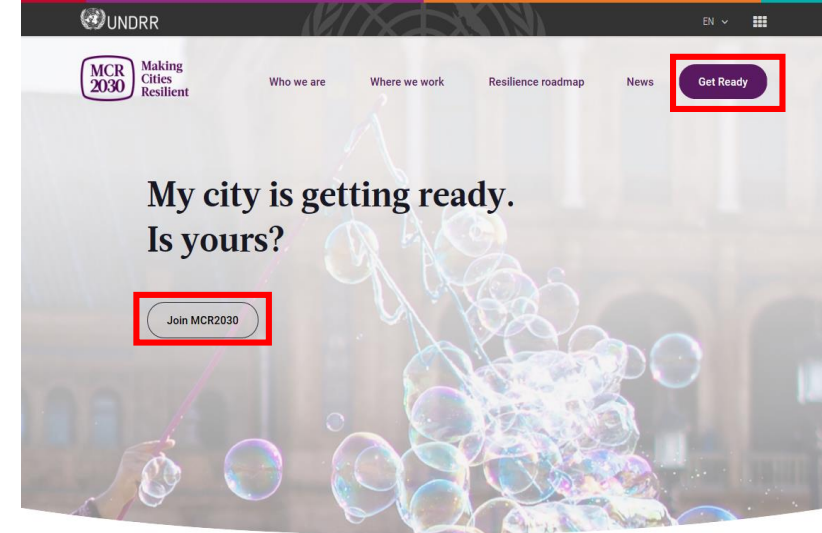 UNDRR
EN
MCR
2030
Making
Cities
Resilient
Who we are
Where we work
Resilience roadmap
News
Get Ready
My city is getting ready.
Is yours?
Join MCR2030